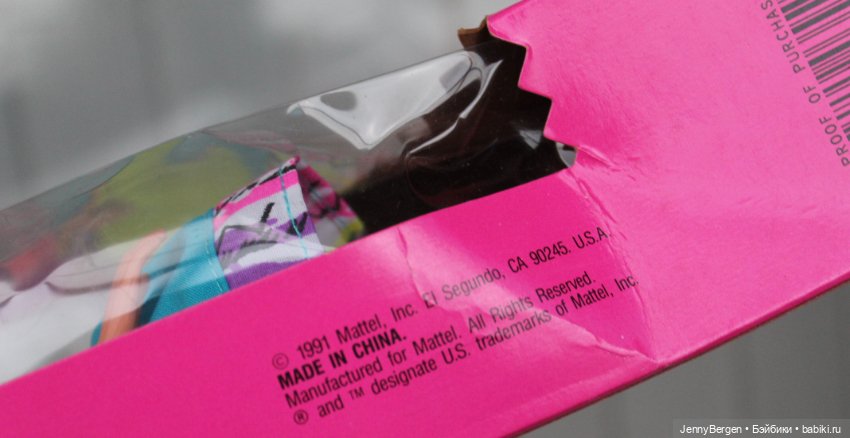 PROOF OF PURCHAS
© 1991 Mattel, Inc. El Segundo, CA 90245. U.S.A.
MADE IN CHINA.
Manufactured for Mattel. All Rights Reserved.
® and ™ designate U.S. trademarks of Mattel, Inc.
JennyBergen • Бэйбики • babiki.ru